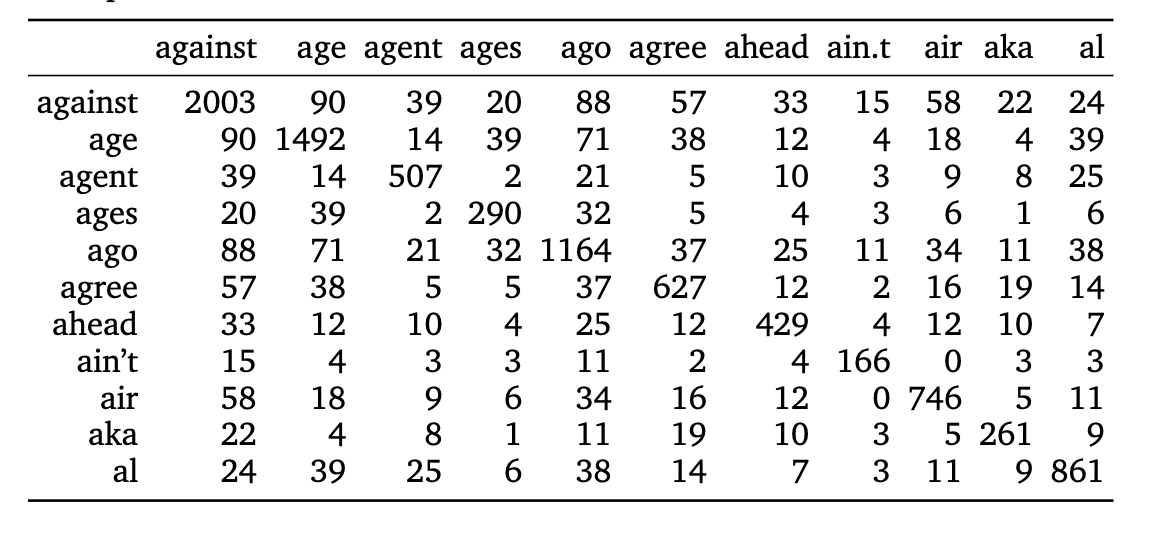 against age agent ages ago agree ahead ain.t air aka al
against 2003 90 39 20 88 57 33 15 58 22 24
age 90 1492 14 39 71 38 12 4 18 4 39
agent 39 14 507 2 21 5 10 3 9 8 25
ages 20 39 2 290 32 5 4 3 6 1 6
ago 88 71 21 32 1164 37 25 11 34 11 38
agree 57 38 5 5 37 627 12 2 16 19 14
ahead 33 12 10 4 25 12 429 4 12 10 7
ain’t 15 4 3 3 11 2 4 166 0 3 3
air 58 18 9 6 34 16 12 0 746 5 11
aka 22 4 8 1 11 19 10 3 5 261 9
al 24 39 25 6 38 14 7 3 11 9 861